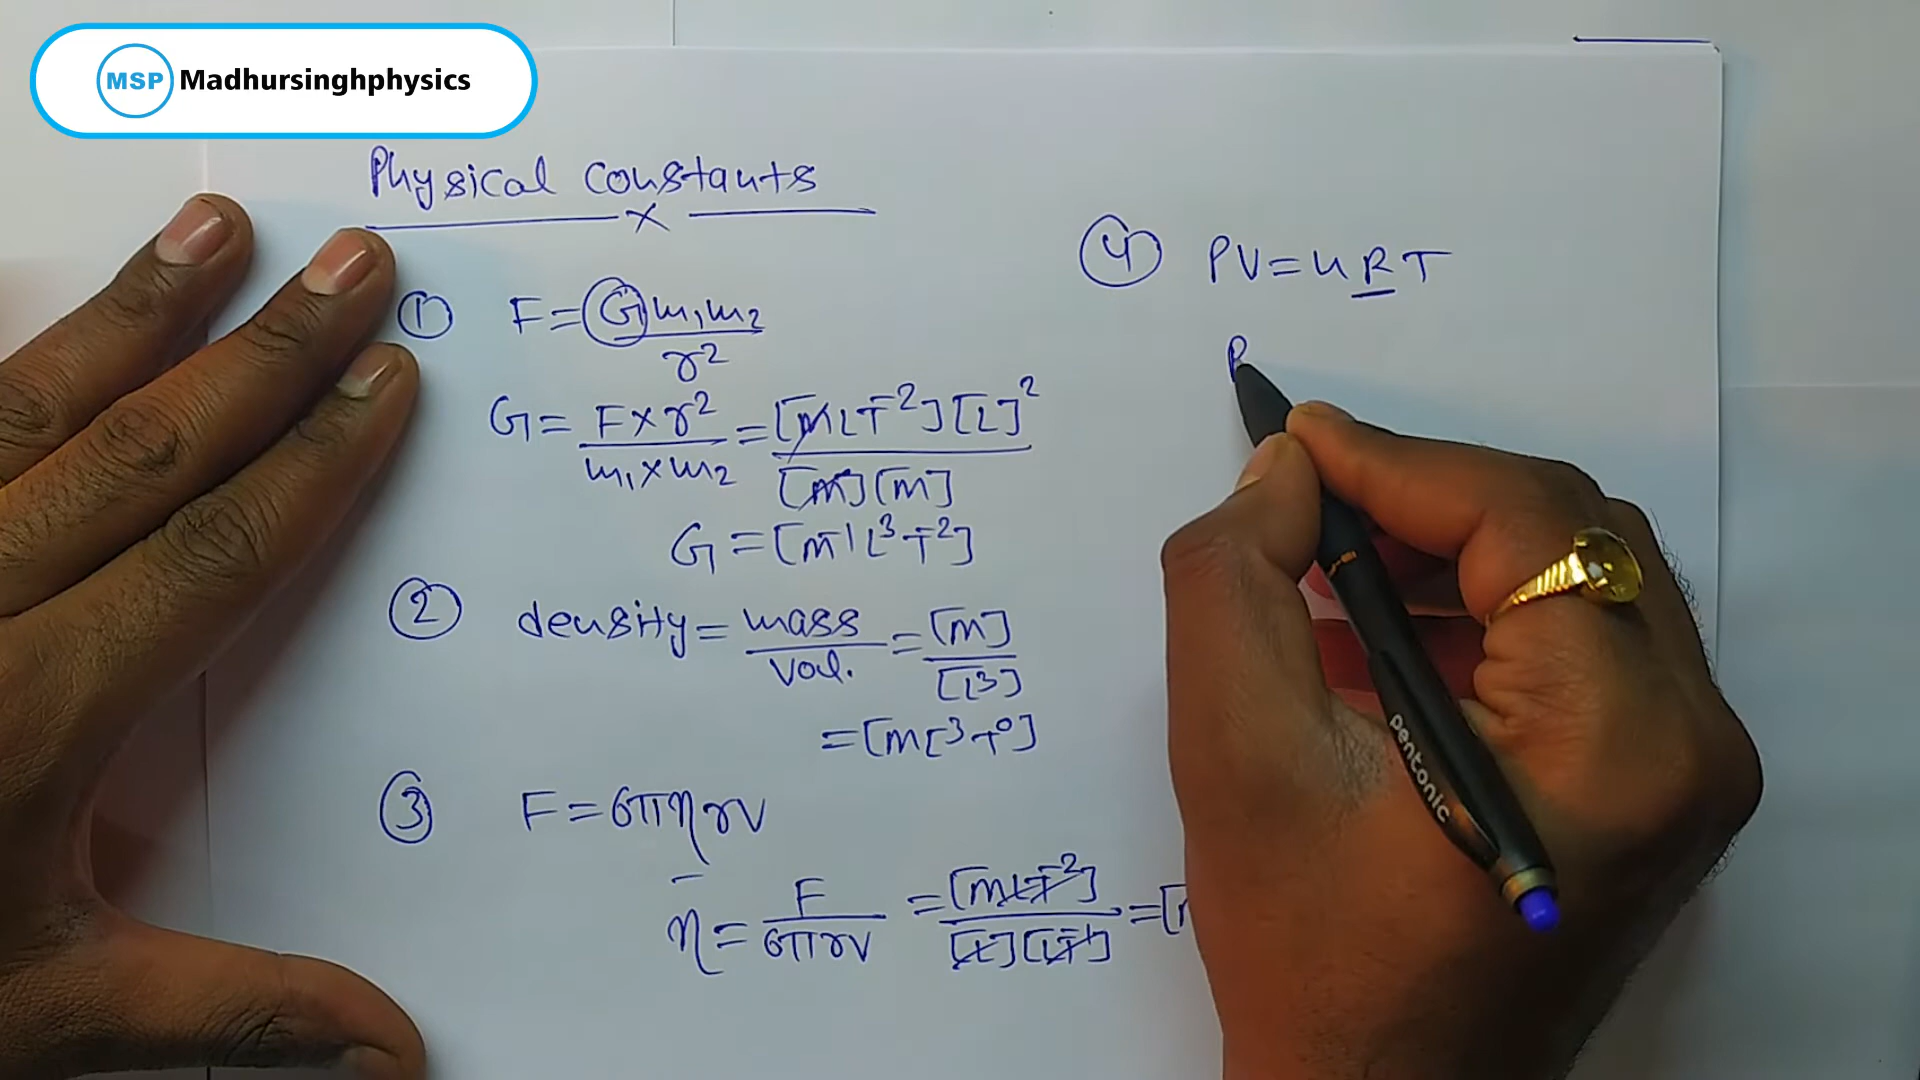 MSP Madhursinghphysics
Physical Constants
x
① F = G m₁m₂ / r²
G = F × r² / m₁ × m₂ = [MLT⁻²][L]² / [M][M]
G = [M⁻¹L³T⁻²]
② density = mass / Vol. = [M] / [L³]
= [ML⁻³T⁰]
③ F = 6πηrv
η = F / 6πrv = [MLT⁻²] / [L][LT⁻¹] = [
④ PV = nRT
R
pentonic